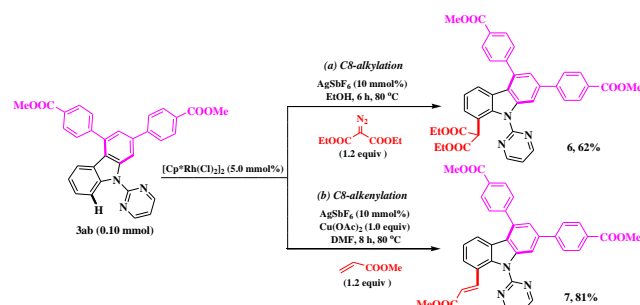 MeOOC
COOMe
3ab (0.10 mmol)
H
N
N
N
[Cp*Rh(Cl)2]2 (5.0 mmol%)
(a) C8-alkylation
AgSbF6 (10 mmol%)
EtOH, 6 h, 80 °C
N2
EtOOC COOEt
(1.2 equiv)
MeOOC
COOMe
EtOOC
EtOOC
N
N
N
6, 62%
(b) C8-alkenylation
AgSbF6 (10 mmol%)
Cu(OAc)2 (1.0 equiv)
DMF, 8 h, 80 °C
COOMe
(1.2 equiv)
MeOOC
COOMe
MeOOC
N
N
N
7, 81%